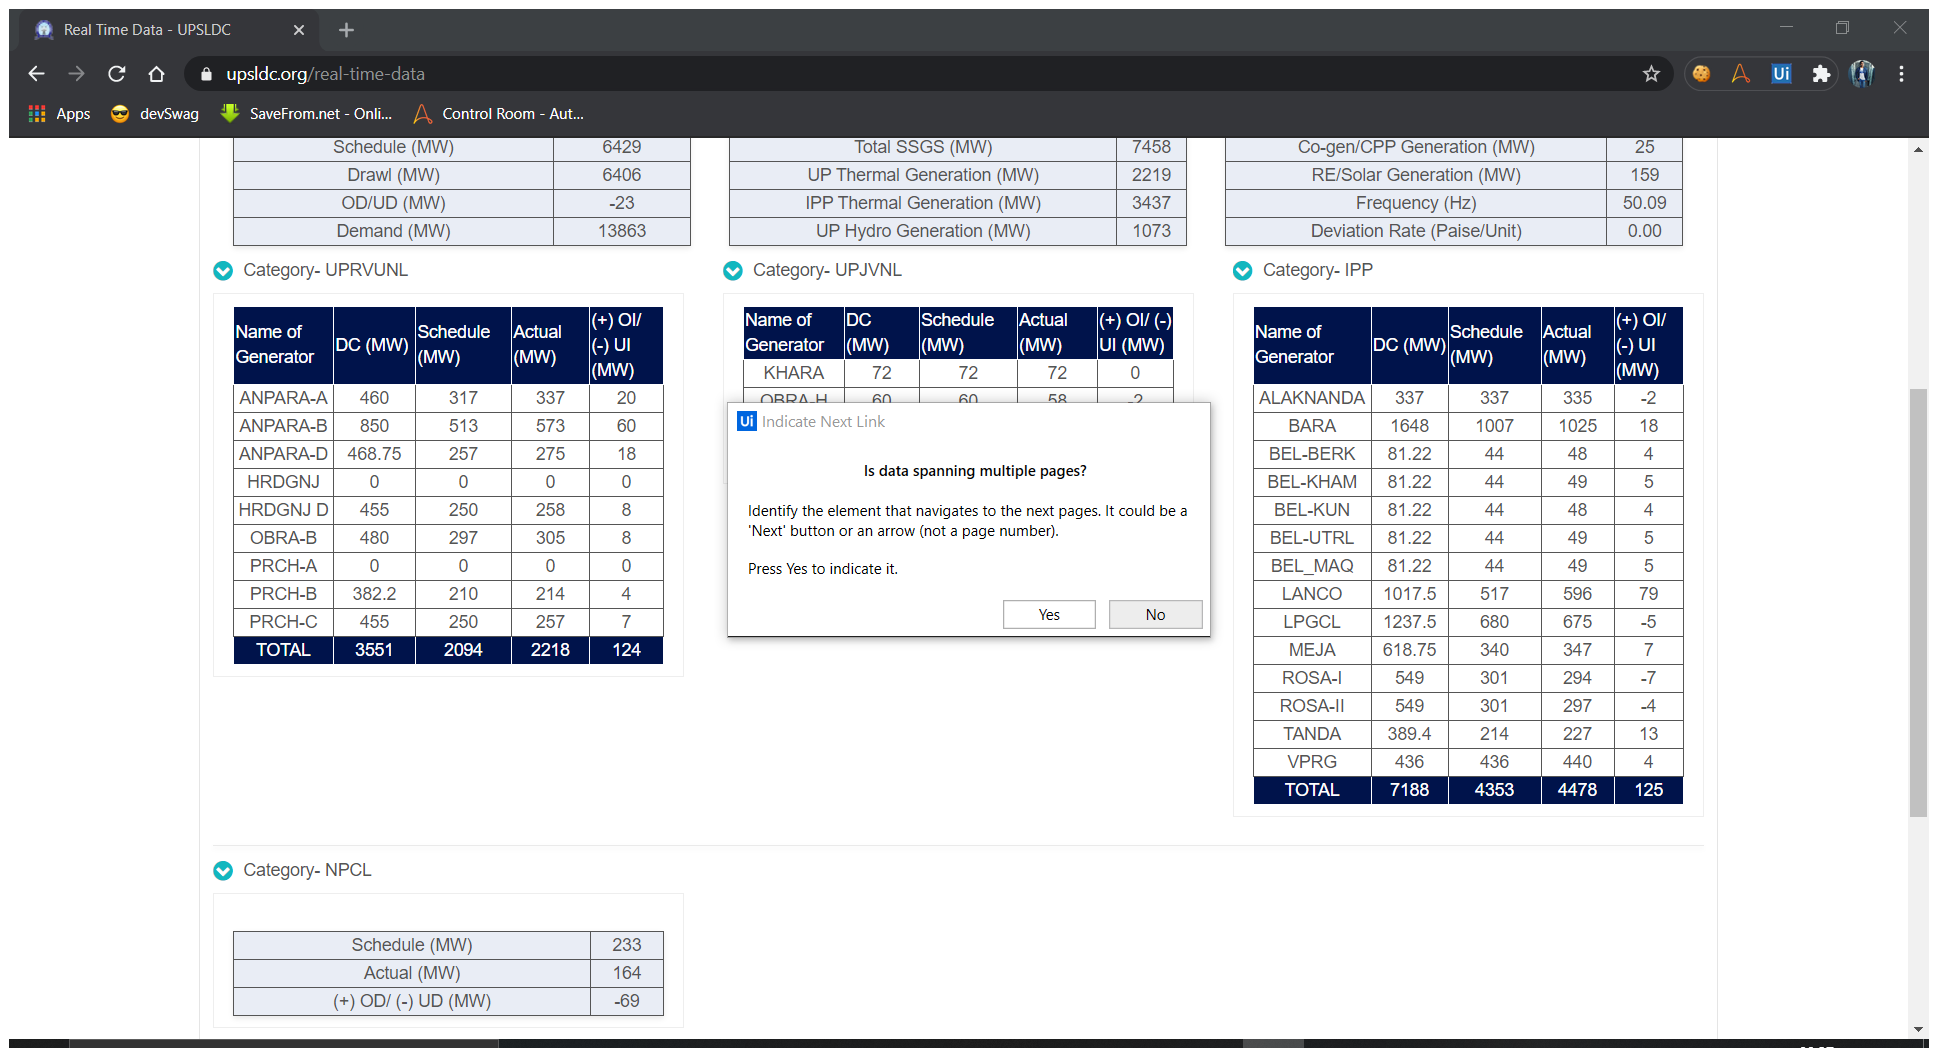 Real Time Data - UPSLDC
upsldc.org/real-time-data
Ui
Apps devSwag SaveFrom.net - Onli... Control Room - Aut...
Schedule (MW) 6429
Drawl (MW) 6406
OD/UD (MW) -23
Demand (MW) 13863
Total SSGS (MW) 7458
UP Thermal Generation (MW) 2219
IPP Thermal Generation (MW) 3437
UP Hydro Generation (MW) 1073
Co-gen/CPP Generation (MW) 25
RE/Solar Generation (MW) 159
Frequency (Hz) 50.09
Deviation Rate (Paise/Unit) 0.00
Category- UPRVUNL
Name of Generator DC (MW) Schedule (MW) Actual (MW) (+) OI/ (-) UI (MW)
ANPARA-A 460 317 337 20
ANPARA-B 850 513 573 60
ANPARA-D 468.75 257 275 18
HRDGNJ 0 0 0 0
HRDGNJ D 455 250 258 8
OBRA-B 480 297 305 8
PRCH-A 0 0 0 0
PRCH-B 382.2 210 214 4
PRCH-C 455 250 257 7
TOTAL 3551 2094 2218 124
Category- UPJVNL
Name of Generator DC (MW) Schedule (MW) Actual (MW) (+) OI/ (-) UI (MW)
KHARA 72 72 72 0
OBRA-H 60 60 58 -2
Ui Indicate Next Link
Is data spanning multiple pages?
Identify the element that navigates to the next pages. It could be a
'Next' button or an arrow (not a page number).
Press Yes to indicate it.
Yes No
Category- IPP
Name of Generator DC (MW) Schedule (MW) Actual (MW) (+) OI/ (-) UI (MW)
ALAKNANDA 337 337 335 -2
BARA 1648 1007 1025 18
BEL-BERK 81.22 44 48 4
BEL-KHAM 81.22 44 49 5
BEL-KUN 81.22 44 48 4
BEL-UTRL 81.22 44 49 5
BEL_MAQ 81.22 44 49 5
LANCO 1017.5 517 596 79
LPGCL 1237.5 680 675 -5
MEJA 618.75 340 347 7
ROSA-I 549 301 294 -7
ROSA-II 549 301 297 -4
TANDA 389.4 214 227 13
VPRG 436 436 440 4
TOTAL 7188 4353 4478 125
Category- NPCL
Schedule (MW) 233
Actual (MW) 164
(+) OD/ (-) UD (MW) -69